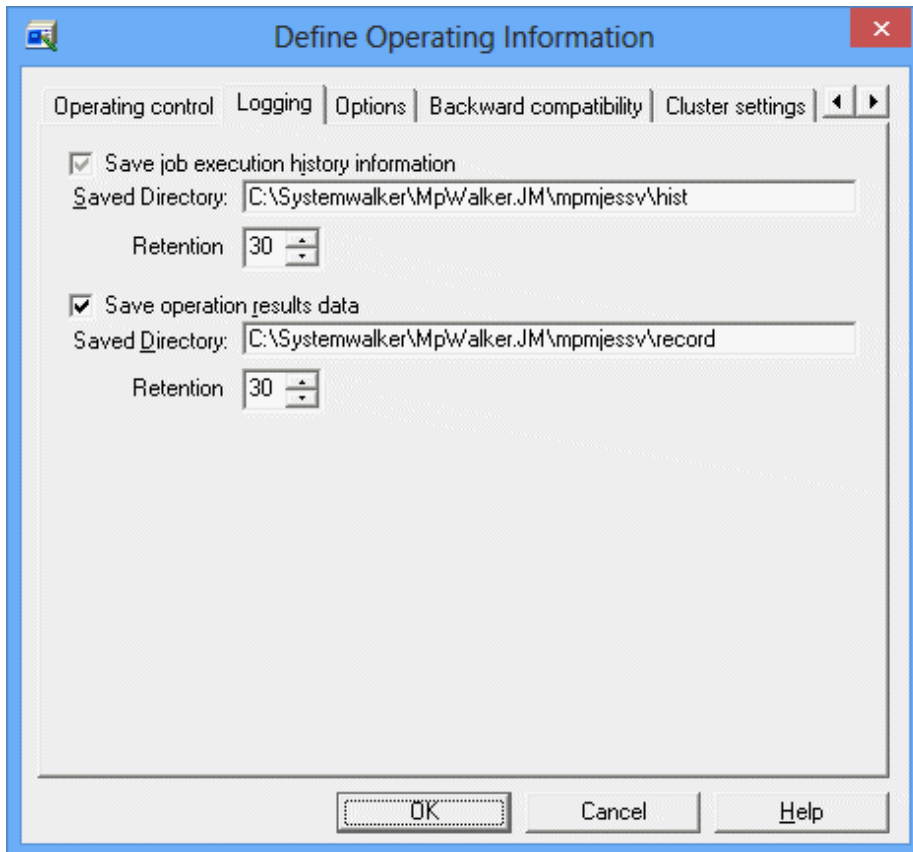 Define Operating Information
Operating control Logging Options Backward compatibility Cluster settings
Save job execution history information
Saved Directory: C:\Systemwalker\MpWalker.JM\mpmjessv\hist
Retention 30
Save operation results data
Saved Directory: C:\Systemwalker\MpWalker.JM\mpmjessv\record
Retention 30
OK Cancel Help